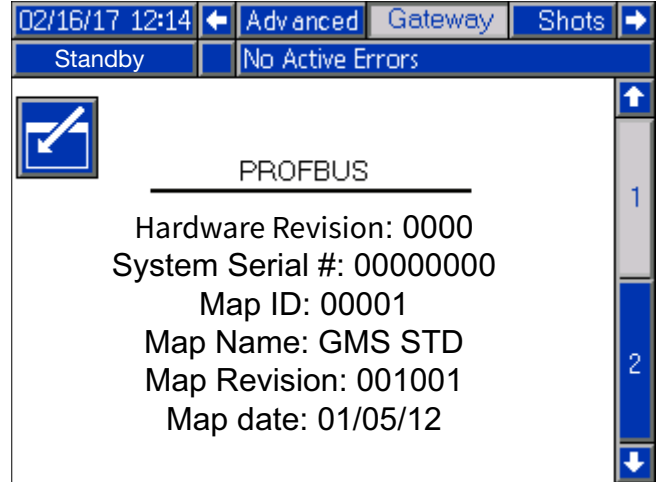 02/16/17 12:14 Advanced Gateway Shots
Standby No Active Errors
PROFBUS
1
Hardware Revision: 0000
System Serial #: 00000000
Map ID: 00001
Map Name: GMS STD
Map Revision: 001001
2
Map date: 01/05/12